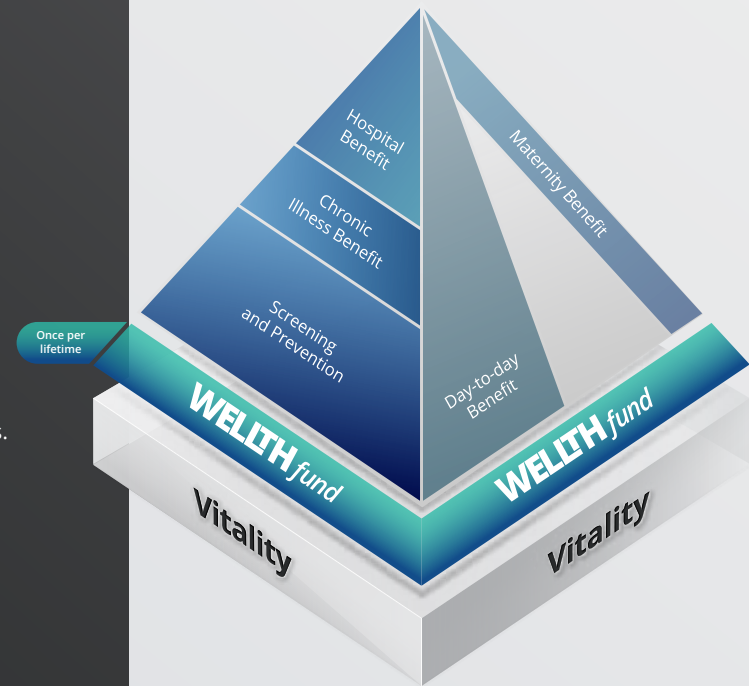 Hospital
Benefit
Maternity Benefit
Chronic
Illness Benefit
Screening
and Prevention
Once per
lifetime
Day-to-day
Benefit
s.
WELLTH fund
WELLTH fund
Vitality
Vitality